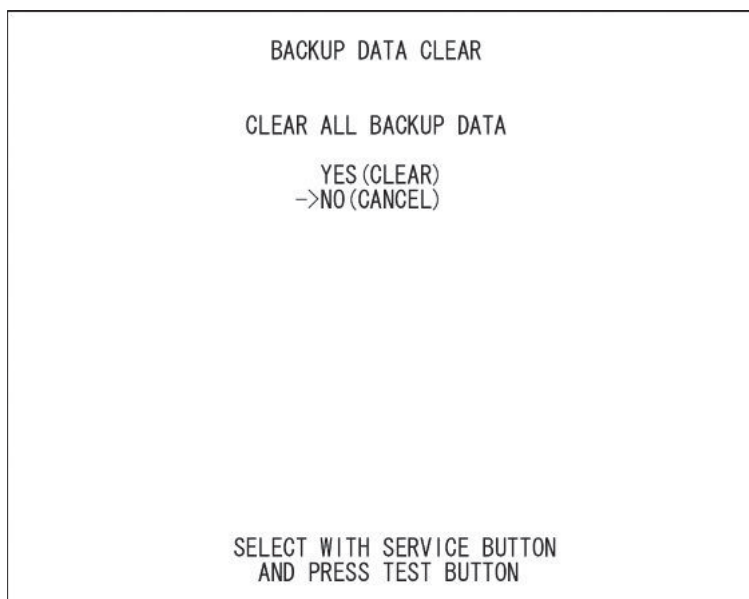 BACKUP DATA CLEAR
CLEAR ALL BACKUP DATA
YES(CLEAR)
->NO(CANCEL)
SELECT WITH SERVICE BUTTON
AND PRESS TEST BUTTON